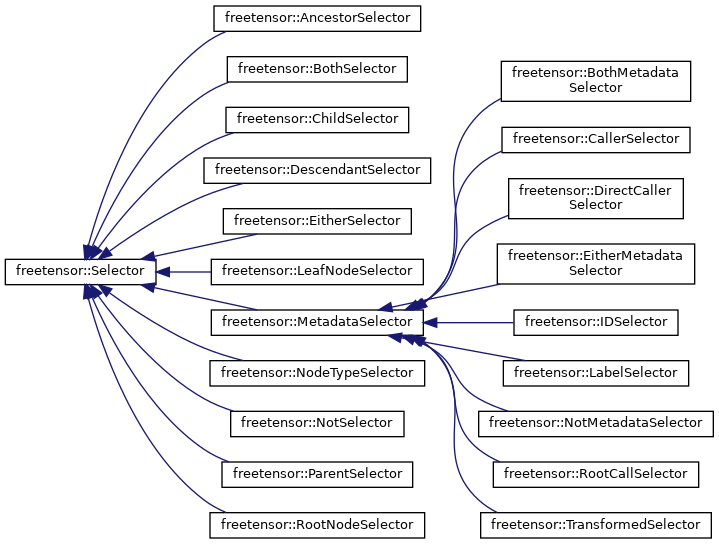 freetensor::Selector
freetensor::AncestorSelector
freetensor::BothSelector
freetensor::ChildSelector
freetensor::DescendantSelector
freetensor::EitherSelector
freetensor::LeafNodeSelector
freetensor::MetadataSelector
freetensor::NodeTypeSelector
freetensor::NotSelector
freetensor::ParentSelector
freetensor::RootNodeSelector
freetensor::BothMetadata
Selector
freetensor::CallerSelector
freetensor::DirectCaller
Selector
freetensor::EitherMetadata
Selector
freetensor::IDSelector
freetensor::LabelSelector
freetensor::NotMetadataSelector
freetensor::RootCallSelector
freetensor::TransformedSelector